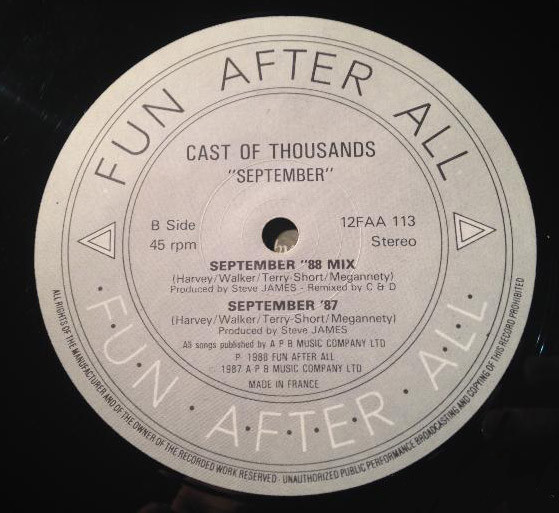 FUN AFTER ALL
CAST OF THOUSANDS
"SEPTEMBER"
B Side
45 rpm
12FAA 113
Stereo
SEPTEMBER "88 MIX
(Harvey/Walker/Terry-Short/Megannety)
Produced by Steve JAMES - Remixed by C & D
SEPTEMBER '87
(Harvey/Walker/Terry-Short/Megannety)
Produced by Steve JAMES
All songs published by A P B MUSIC COMPANY LTD
P 1988 FUN AFTER ALL
© 1987 A P B MUSIC COMPANY LTD
MADE IN FRANCE
·F·U·N· ·A·F·T·E·R· ·A·L·L·
ALL RIGHTS OF THE MANUFACTURER AND OF THE OWNER OF THE RECORDED WORK RESERVED · UNAUTHORIZED PUBLIC PERFORMANCE BROADCASTING AND COPYING OF THIS RECORD PROHIBITED